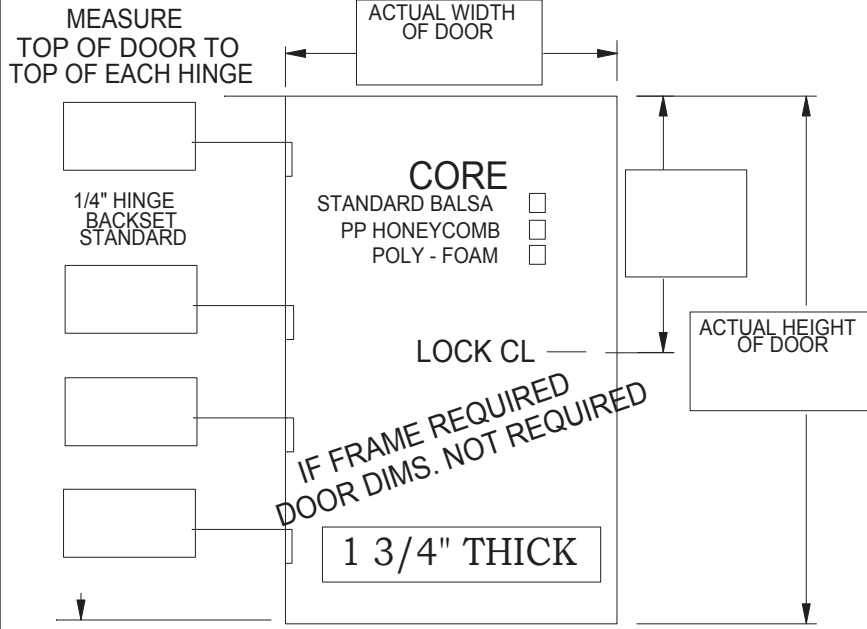 MEASURE
TOP OF DOOR TO
TOP OF EACH HINGE
ACTUAL WIDTH
OF DOOR
1/4" HINGE
BACKSET
STANDARD
CORE
STANDARD BALSA
PP HONEYCOMB
POLY - FOAM
LOCK CL
ACTUAL HEIGHT
OF DOOR
IF FRAME REQUIRED
DOOR DIMS. NOT REQUIRED
1 3/4" THICK